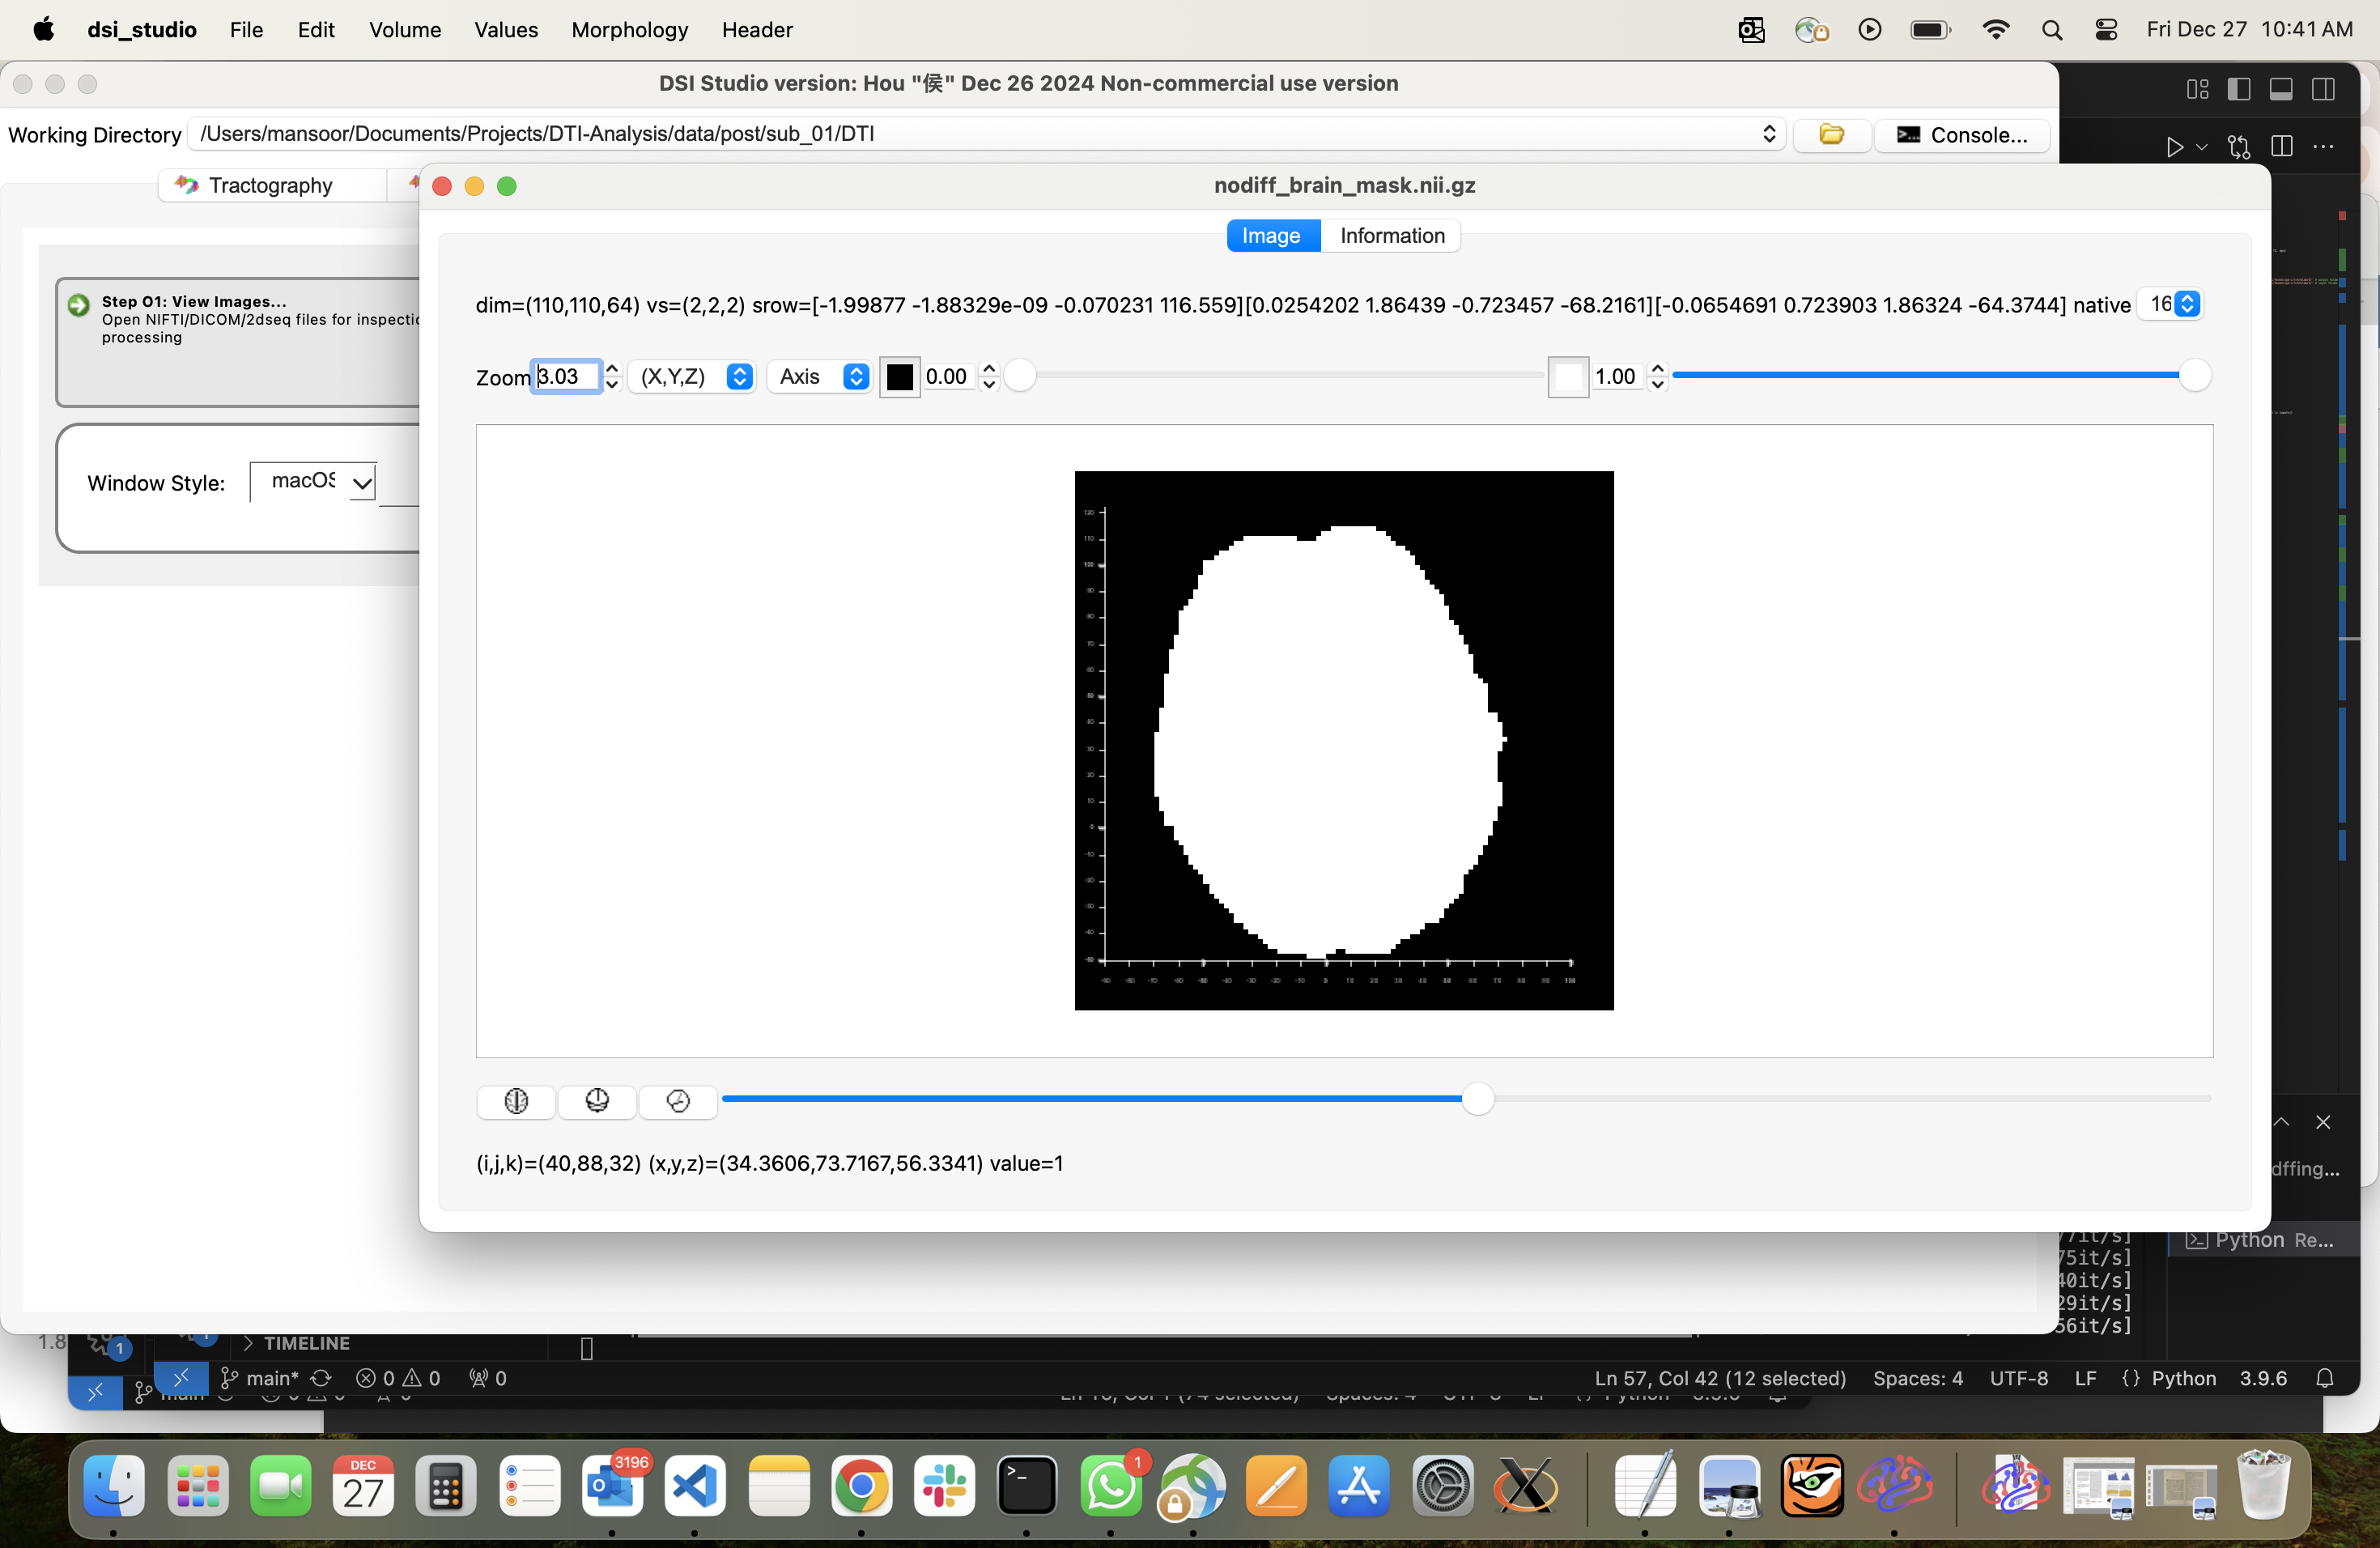 dsi_studio File Edit Volume Values Morphology Header Fri Dec 27 10:41 AM
DSI Studio version: Hou "侯" Dec 26 2024 Non-commercial use version
Working Directory /Users/mansoor/Documents/Projects/DTI-Analysis/data/post/sub_01/DTI Console...
Tractography
nodiff_brain_mask.nii.gz
Image Information
Step O1: View Images...
Open NIFTI/DICOM/2dseq files for inspectio
processing
dim=(110,110,64) vs=(2,2,2) srow=[-1.99877 -1.88329e-09 -0.070231 116.559][0.0254202 1.86439 -0.723457 -68.2161][-0.0654691 0.723903 1.86324 -64.3744] native 16
Zoom 3.03 (X,Y,Z) Axis 0.00 1.00
Window Style: macOS
(i,j,k)=(40,88,32) (x,y,z)=(34.3606,73.7167,56.3341) value=1
dffing...
Python Re...
75it/s]
40it/s]
29it/s]
56it/s]
1.8 1 TIMELINE
main* 0 0 0 Ln 57, Col 42 (12 selected) Spaces: 4 UTF-8 LF {} Python 3.9.6
3196
1
DEC
27